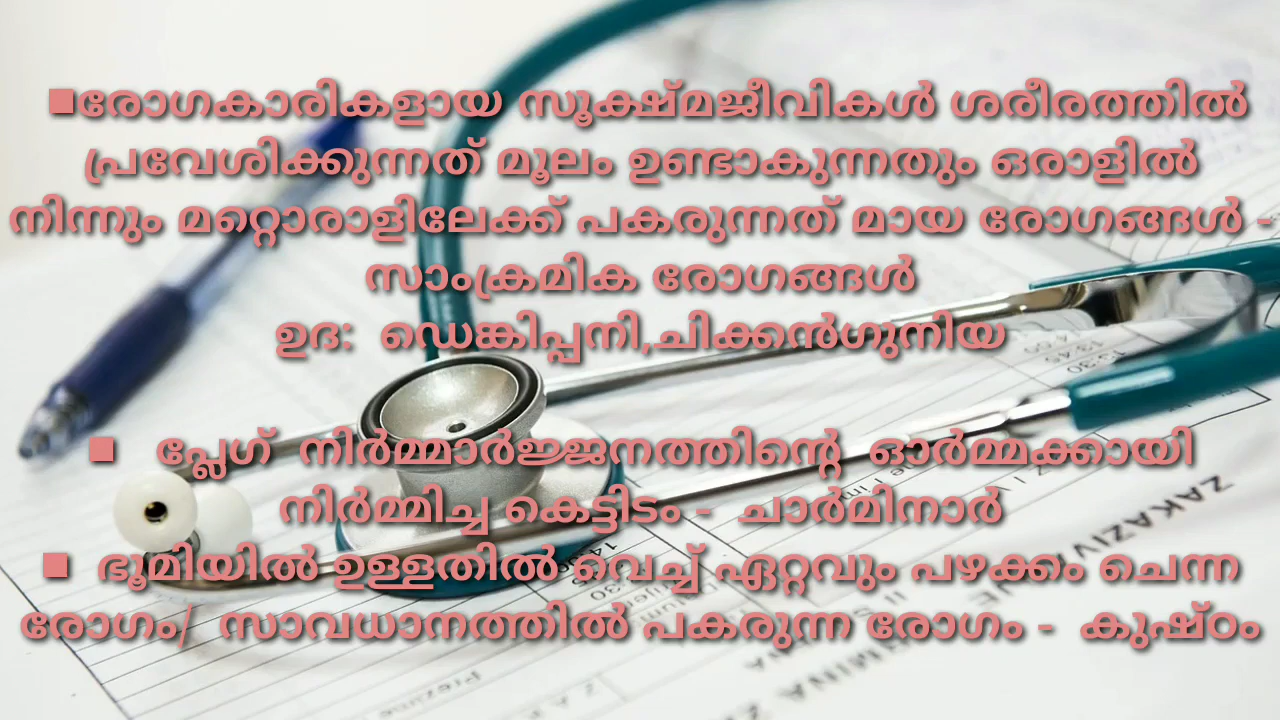 ■രോഗകാരികളായ സൂക്ഷ്മജീവികൾ ശരീരത്തിൽ
പ്രവേശിക്കുന്നത് മൂലം ഉണ്ടാകുന്നതും ഒരാളിൽ
നിന്നും മറ്റൊരാളിലേക്ക് പകരുന്നത് മായ രോഗങ്ങൾ -
സാംക്രമിക രോഗങ്ങൾ
ഉദ: ഡെങ്കിപ്പനി,ചിക്കൻഗുനിയ
■ പ്ലേഗ് നിർമ്മാർജ്ജനത്തിന്റെ ഓർമ്മക്കായി
നിർമ്മിച്ച കെട്ടിടം - ചാർമിനാർ
■ ഭൂമിയിൽ ഉള്ളതിൽ വെച്ച് ഏറ്റവും പഴക്കം ചെന്ന
രോഗം/ സാവധാനത്തിൽ പകരുന്ന രോഗം - കുഷ്ഠം
Prezime